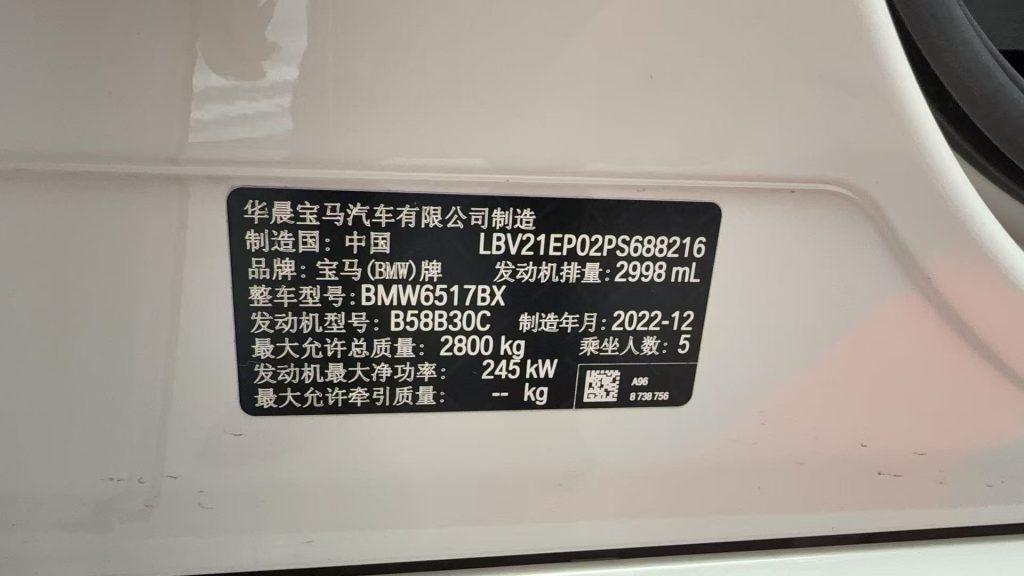 华晨宝马汽车有限公司制造
制造国: 中国 LBV21EP02PS688216
品牌: 宝马(BMW)牌 发动机排量: 2998 mL
整车型号: BMW6517BX
发动机型号: B58B30C 制造年月: 2022-12
最大允许总质量: 2800 kg 乘坐人数: 5
发动机最大净功率: 245 kW
最大允许牵引质量: -- kg
A96
8 738 756